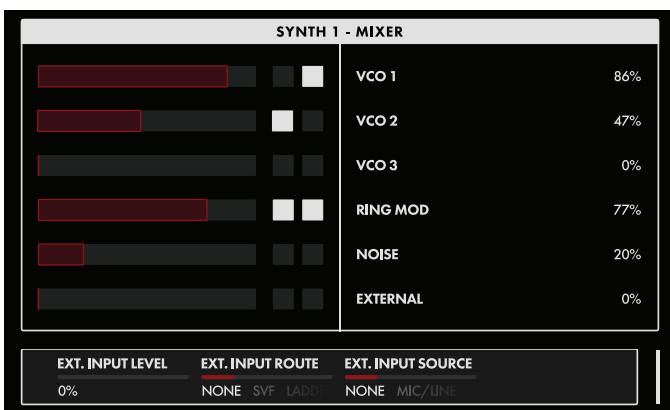 SYNTH 1 - MIXER
VCO 1 86%
VCO 2 47%
VCO 3 0%
RING MOD 77%
NOISE 20%
EXTERNAL 0%
EXT. INPUT LEVEL EXT. INPUT ROUTE EXT. INPUT SOURCE
0% NONE SVF LADDE NONE MIC/LINE